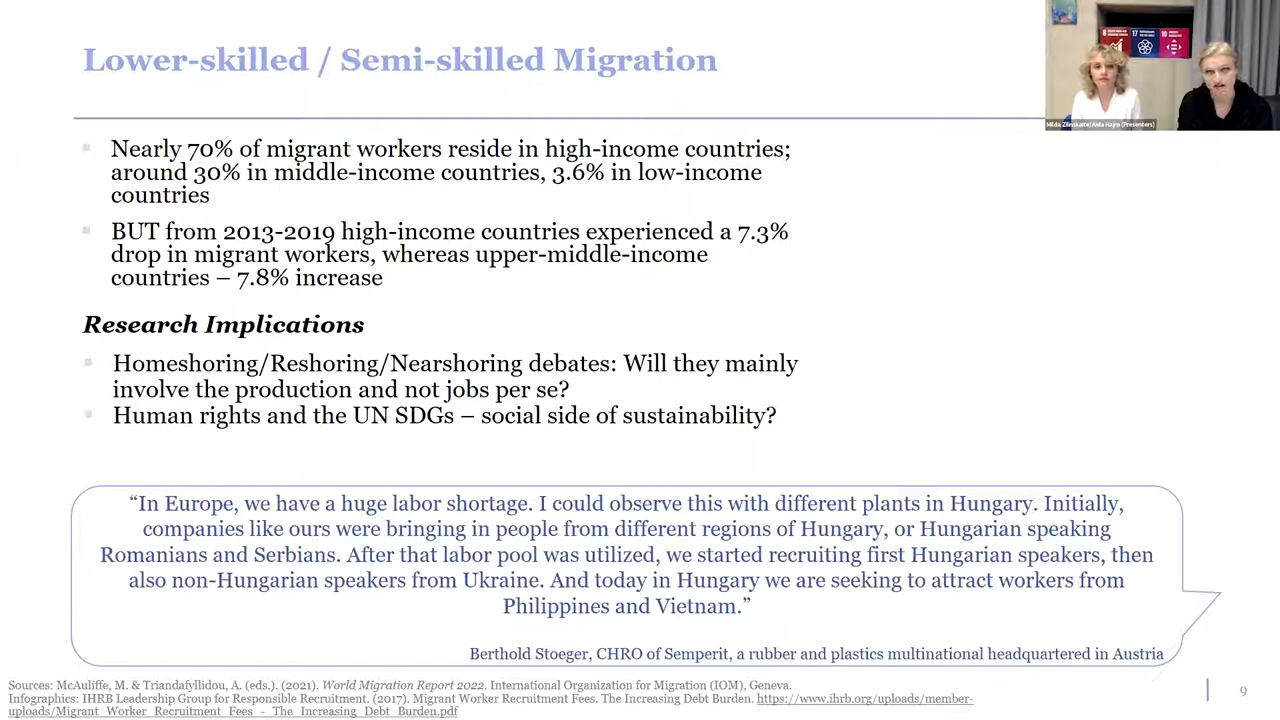 Lower-skilled / Semi-skilled Migration
Nearly 70% of migrant workers reside in high-income countries;
around 30% in middle-income countries, 3.6% in low-income
countries
BUT from 2013-2019 high-income countries experienced a 7.3%
drop in migrant workers, whereas upper-middle-income
countries – 7.8% increase
Research Implications
Homeshoring/Reshoring/Nearshoring debates: Will they mainly
involve the production and not jobs per se?
Human rights and the UN SDGs – social side of sustainability?
“In Europe, we have a huge labor shortage. I could observe this with different plants in Hungary. Initially,
companies like ours were bringing in people from different regions of Hungary, or Hungarian speaking
Romanians and Serbians. After that labor pool was utilized, we started recruiting first Hungarian speakers, then
also non-Hungarian speakers from Ukraine. And today in Hungary we are seeking to attract workers from
Philippines and Vietnam.”
Berthold Stoeger, CHRO of Semperit, a rubber and plastics multinational headquartered in Austria
Sources: McAuliffe, M. & Triandafyllidou, A. (eds.). (2021). World Migration Report 2022. International Organization for Migration (IOM), Geneva.
Infographics: IHRB Leadership Group for Responsible Recruitment. (2017). Migrant Worker Recruitment Fees. The Increasing Debt Burden. https://www.ihrb.org/uploads/member-
uploads/Migrant_Worker_Recruitment_Fees_-_The_Increasing_Debt_Burden.pdf
9
Milda Zilinskaite/Aida Hajro (Presenters)
8
17
10